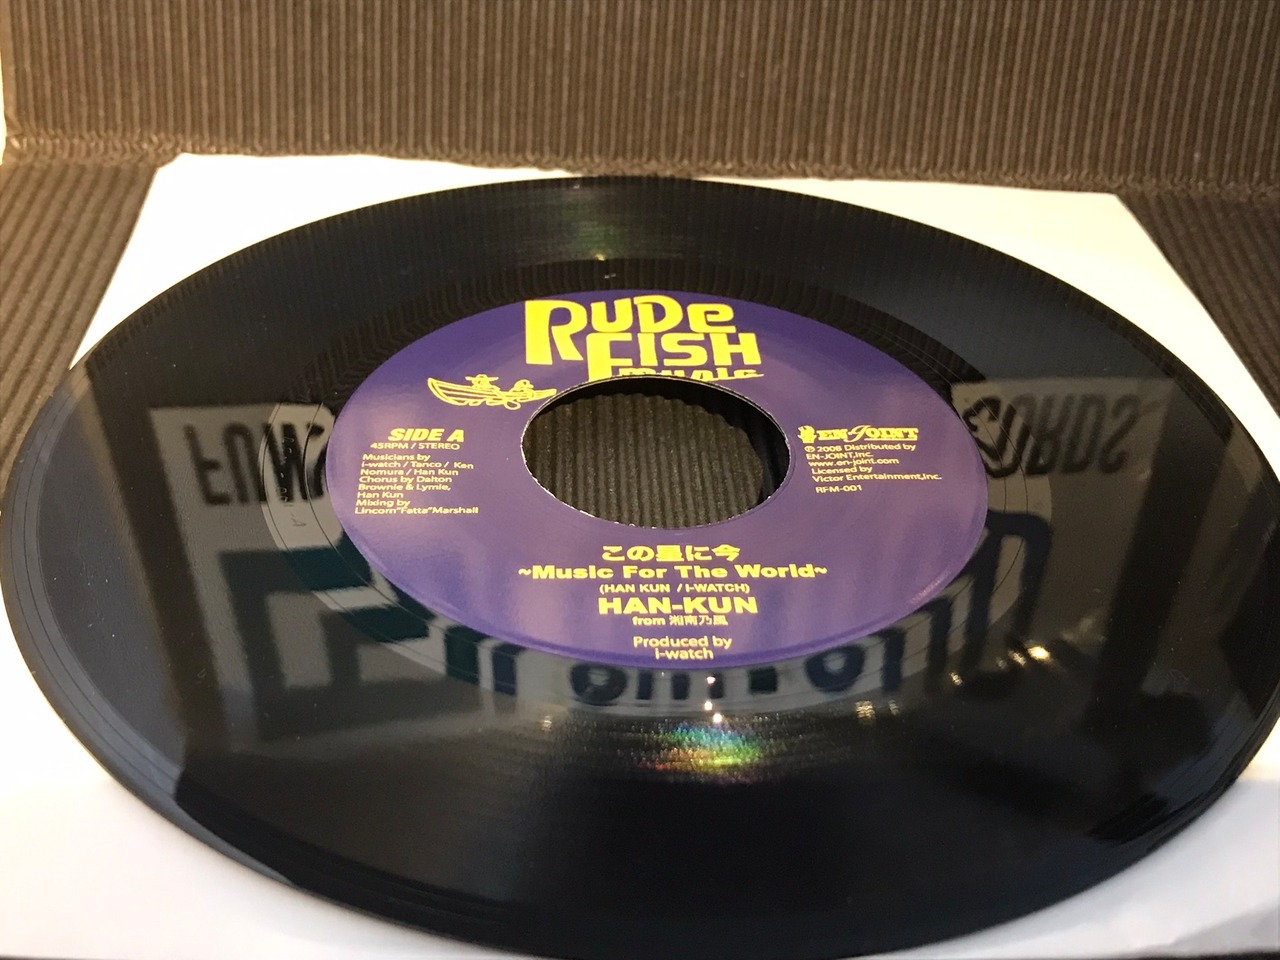 RUDe
FISH
music
SIDE A
45RPM / STEREO
Musicians by
i-watch / Tanco / Ken
Nomura / Han Kun
Chorus by Dalton
Brownie & Lymie,
Han Kun
Mixing by
Lincorn"Fatta"Marshall
EN-JOINT
℗ © 2008 Distributed by
EN-JOINT,Inc.
www.en-joint.com
Licensed by
Victor Entertainment,Inc.
RFM-001
この星に今
~Music For The World~
(HAN KUN / i-WATCH)
HAN-KUN
from 湘南乃風
Produced by
i-watch